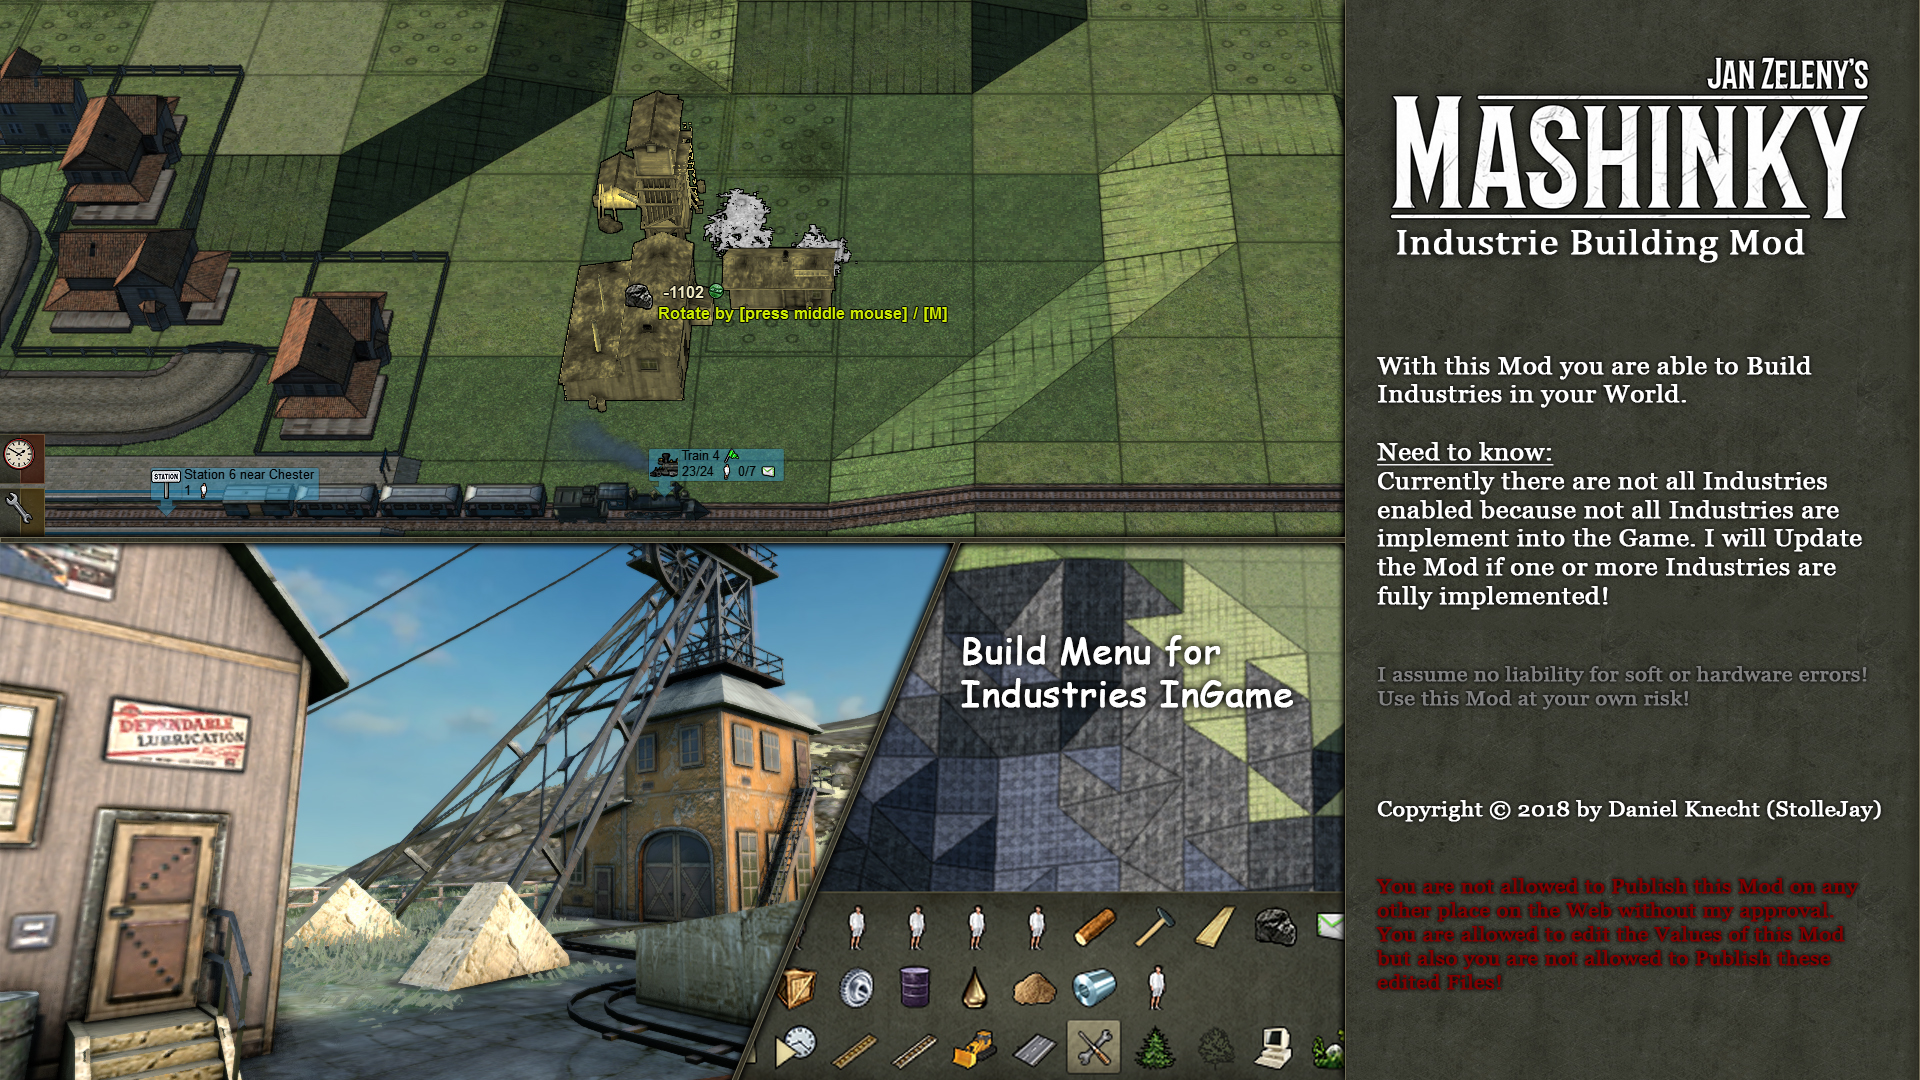 JAN ZELENY'S
MASHINKY
Industrie Building Mod
-1102
Rotate by [press middle mouse] / [M]
Train 4
23/24 0/7
STATION Station 6 near Chester
1
With this Mod you are able to Build
Industries in your World.
Need to know:
Currently there are not all Industries
enabled because not all Industries are
implement into the Game. I will Update
the Mod if one or more Industries are
fully implemented!
I assume no liability for soft or hardware errors!
Use this Mod at your own risk!
Copyright © 2018 by Daniel Knecht (StolleJay)
You are not allowed to Publish this Mod on any
other place on the Web without my approval.
You are allowed to edit the Values of this Mod
but also you are not allowed to Publish these
edited Files!
DEPENDABLE
LUBRICATION
Build Menu for
Industries InGame